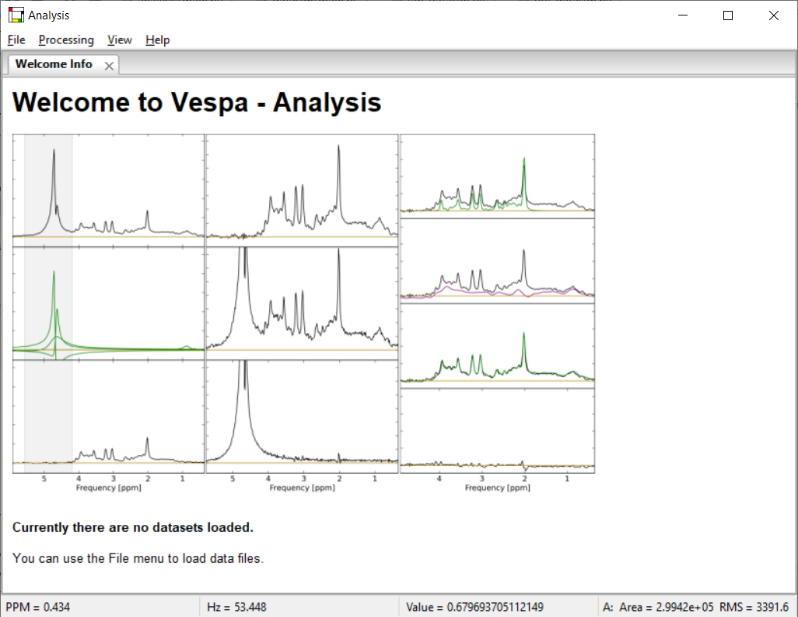 Analysis
File Processing View Help
Welcome Info
Welcome to Vespa - Analysis
5 4 3 2 1
Frequency [ppm]
5 4 3 2 1
Frequency [ppm]
4 3 2 1
Frequency [ppm]
Currently there are no datasets loaded.
You can use the File menu to load data files.
PPM = 0.434 Hz = 53.448 Value = 0.679693705112149 A: Area = 2.9942e+05 RMS = 3391.6